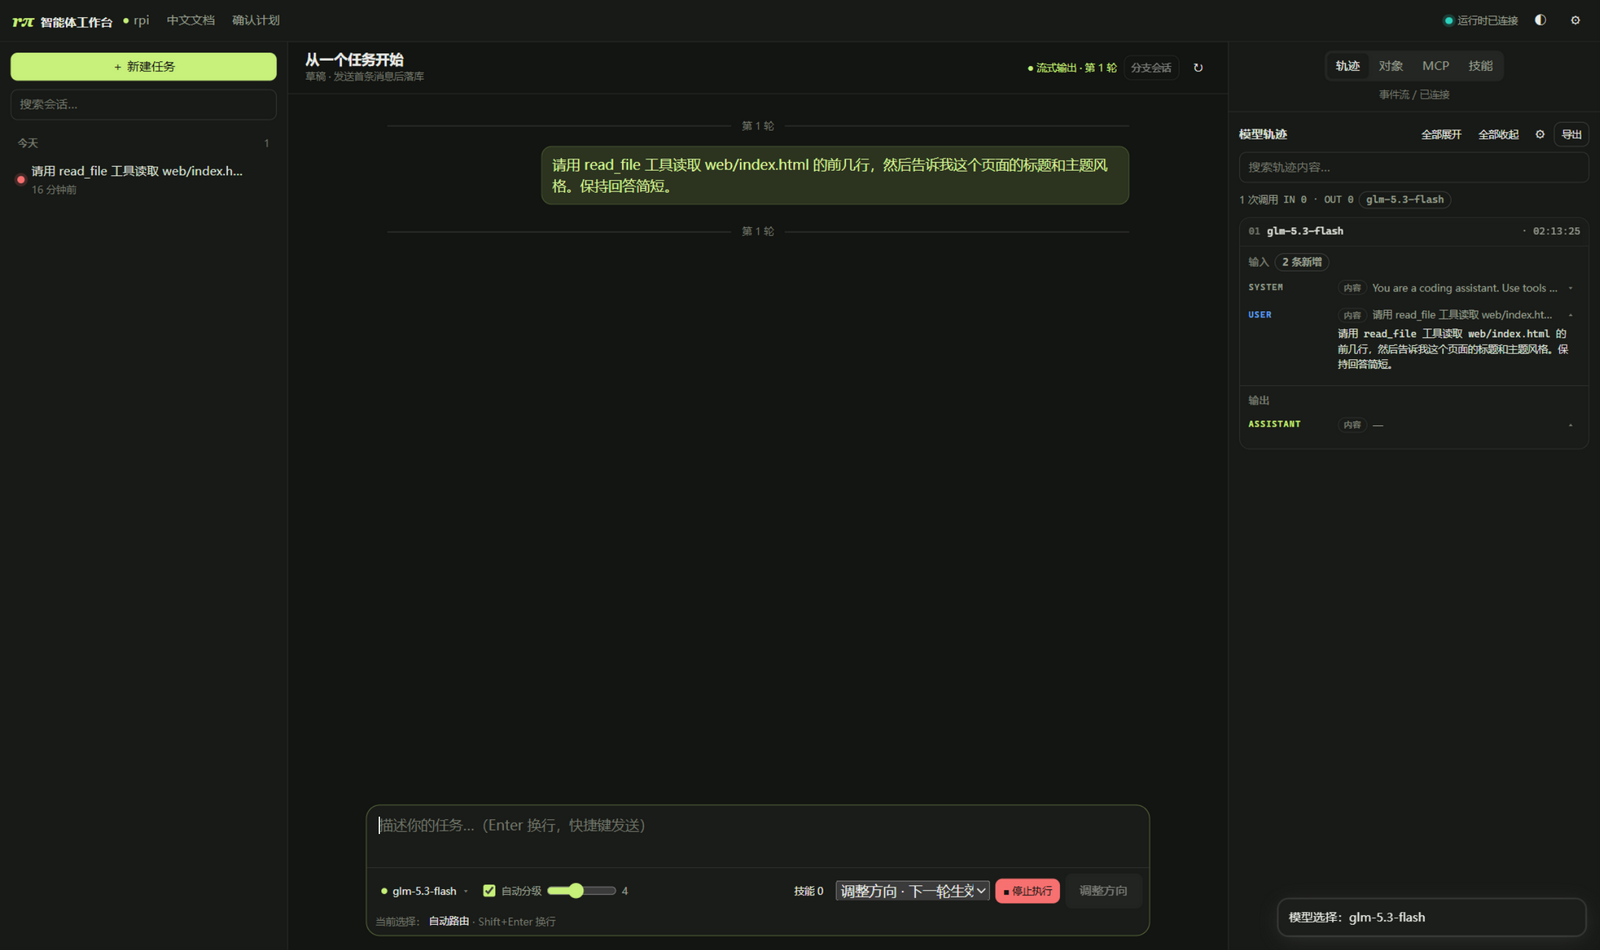 rπ 智能体工作台 rpi 中文文档 确认计划
运行时已连接
+ 新建任务
搜索会话...
今天 1
请用 read_file 工具读取 web/index.h...
16 分钟前
从一个任务开始
草稿 · 发送首条消息后落库
流式输出 · 第 1 轮 分支会话
第 1 轮
请用 read_file 工具读取 web/index.html 的前几行，然后告诉我这个页面的标题和主题风
格。保持回答简短。
第 1 轮
描述你的任务...（Enter 换行，快捷键发送）
glm-5.3-flash 自动分级 4 技能 0 调整方向 · 下一轮生效 停止执行 调整方向
当前选择： 自动路由 · Shift+Enter 换行
轨迹 对象 MCP 技能
事件流 / 已连接
模型轨迹 全部展开 全部收起 导出
搜索轨迹内容...
1 次调用 IN 0 · OUT 0 glm-5.3-flash
01 glm-5.3-flash · 02:13:25
输入 2 条新增
SYSTEM 内容 You are a coding assistant. Use tools ...
USER 内容 请用 read_file 工具读取 web/index.ht...
请用 read_file 工具读取 web/index.html 的
前几行，然后告诉我这个页面的标题和主题风格。保
持回答简短。
输出
ASSISTANT 内容 —
模型选择：glm-5.3-flash